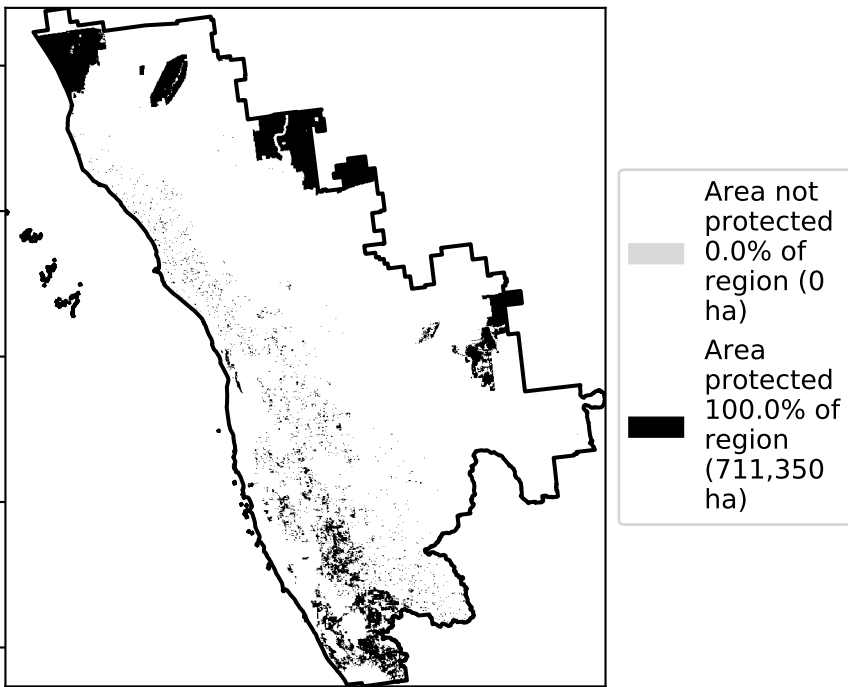 Area not
protected
0.0% of
region (0
ha)
Area
protected
100.0% of
region
(711,350
ha)